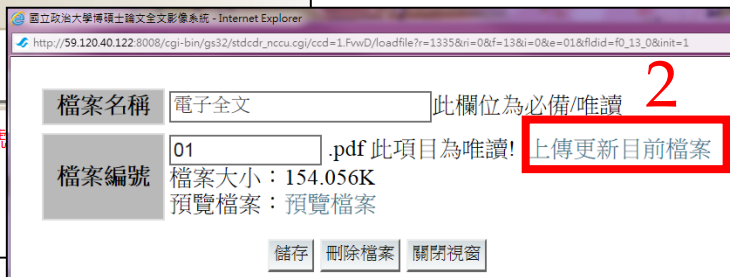 國立政治大學博碩士論文全文影像系統 - Internet Explorer
http://59.120.40.122:8008/cgi-bin/gs32/stdcdr_nccu.cgi/ccd=1.FvwD/loadfile?r=1335&ri=0&f=13&i=0&e=01&fldid=f0_13_0&init=1
2
檔案名稱 電子全文 此欄位為必備/唯讀
檔案編號 01 .pdf 此項目為唯讀! 上傳更新目前檔案
檔案大小：154.056K
預覽檔案：預覽檔案
儲存 刪除檔案 關閉視窗